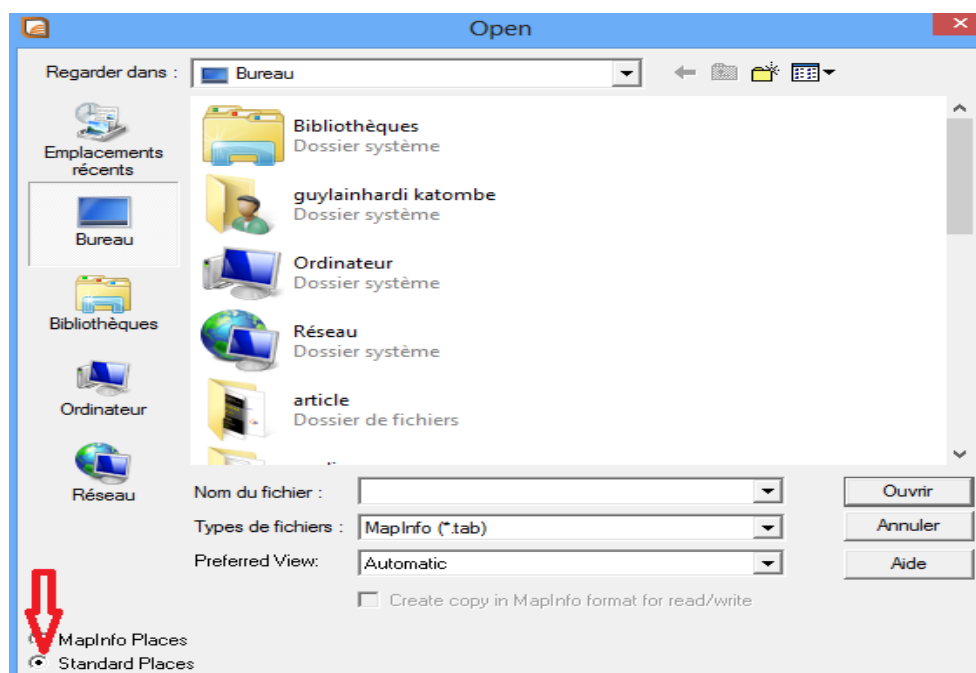 Open
Regarder dans :
Bureau
Emplacements
récents
Bureau
Bibliothèques
Ordinateur
Réseau
Bibliothèques
Dossier système
guylainhardi katombe
Dossier système
Ordinateur
Dossier système
Réseau
Dossier système
article
Dossier de fichiers
Nom du fichier :
Ouvrir
Types de fichiers :
MapInfo (*.tab)
Annuler
Preferred View:
Automatic
Aide
Create copy in MapInfo format for read/write
MapInfo Places
Standard Places